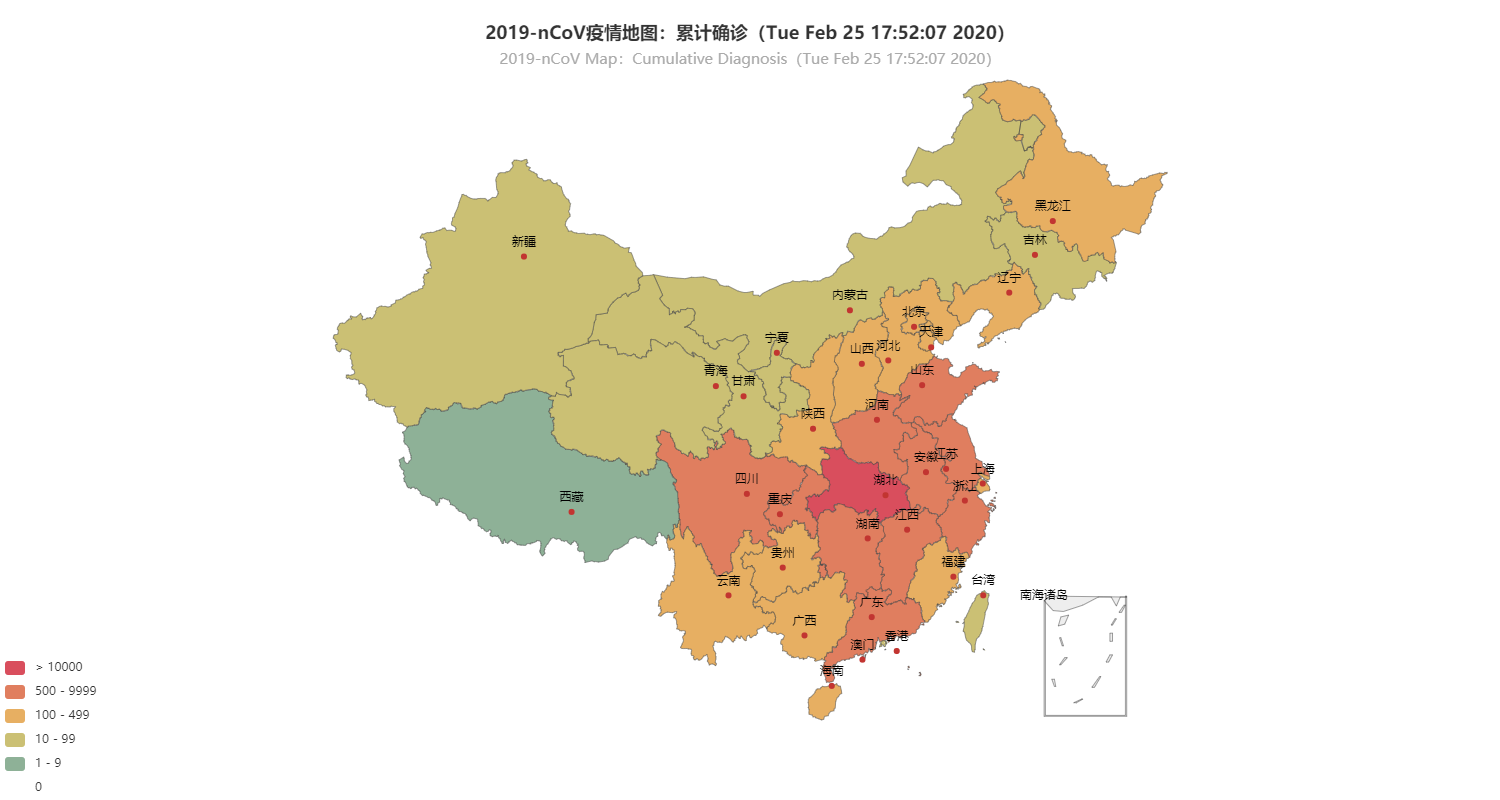 2019-nCoV疫情地图：累计确诊（Tue Feb 25 17:52:07 2020）
2019-nCoV Map：Cumulative Diagnosis（Tue Feb 25 17:52:07 2020）
黑龙江
吉林
新疆
辽宁
内蒙古
北京
天津
宁夏
山西
河北
青海
甘肃
山东
河南
陕西
安徽
江苏
上海
四川
湖北
浙江
西藏
重庆
江西
湖南
贵州
福建
云南
台湾
南海诸岛
广东
广西
香港
澳门
海南
> 10000
500 - 9999
100 - 499
10 - 99
1 - 9
0